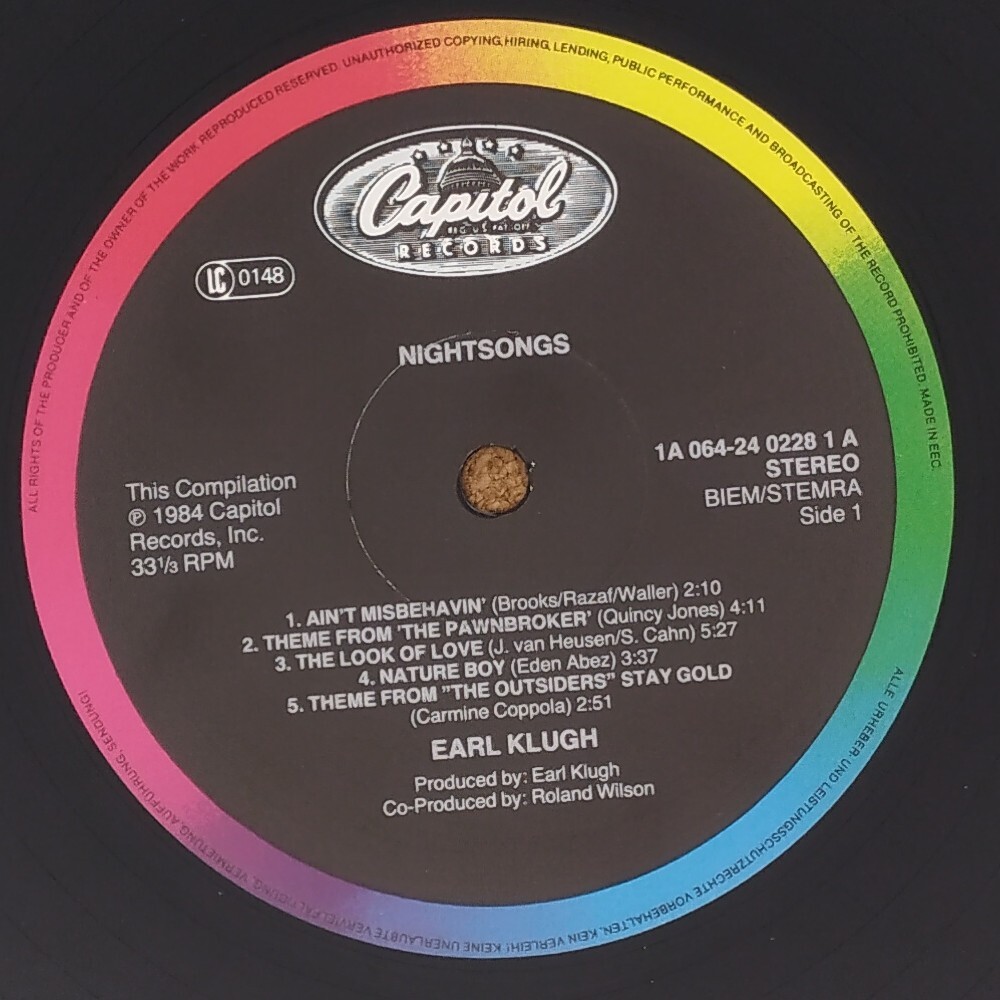 ALL RIGHTS OF THE PRODUCER AND OF THE OWNER OF THE WORK REPRODUCED RESERVED. UNAUTHORIZED COPYING, HIRING, LENDING, PUBLIC PERFORMANCE AND BROADCASTING OF THE RECORD PROHIBITED. MADE IN EEC.
Capitol
RECORDS
LC 0148
NIGHTSONGS
1A 064-24 0228 1 A
STEREO
BIEM/STEMRA
Side 1
This Compilation
℗ 1984 Capitol
Records, Inc.
33⅓ RPM
1. AIN'T MISBEHAVIN' (Brooks/Razaf/Waller) 2:10
2. THEME FROM 'THE PAWNBROKER' (Quincy Jones) 4:11
3. THE LOOK OF LOVE (J. van Heusen/S. Cahn) 5:27
4. NATURE BOY (Eden Abez) 3:37
5. THEME FROM "THE OUTSIDERS" STAY GOLD
(Carmine Coppola) 2:51
EARL KLUGH
Produced by: Earl Klugh
Co-Produced by: Roland Wilson
ALLE URHEBER- UND LEISTUNGSSCHUTZRECHTE VORBEHALTEN. KEIN VERLEIH! KEINE UNERLAUBTE VERVIELFÄLTIGUNG, VERMIETUNG, AUFFÜHRUNG, SENDUNG!